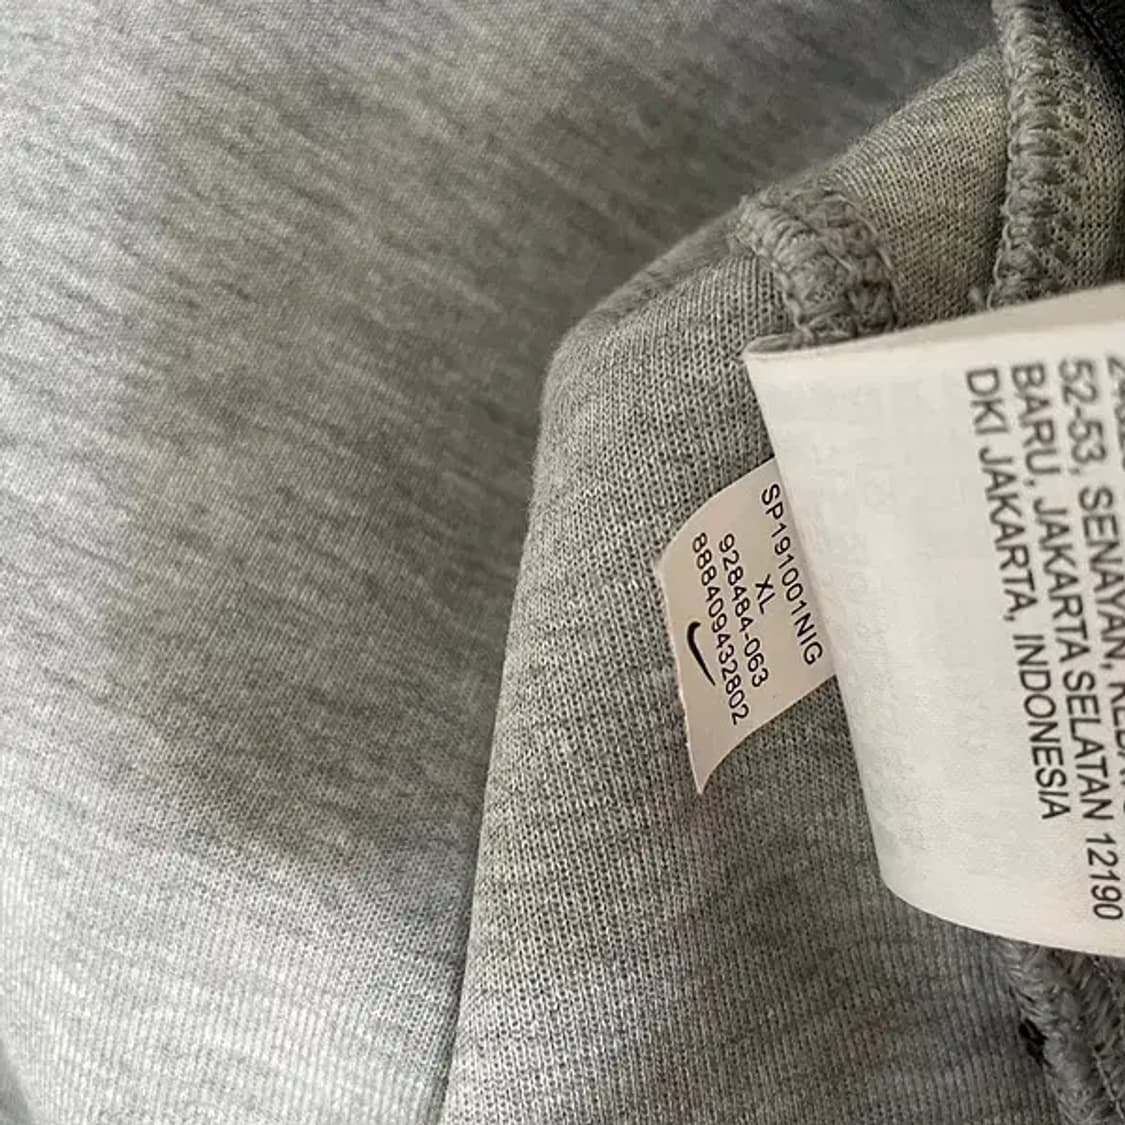 SP191001NIG
XL
928484-063
888409432802
52-53, SENAYAN,
BARU, JAKARTA SELATAN 12190
DKI JAKARTA, INDONESIA